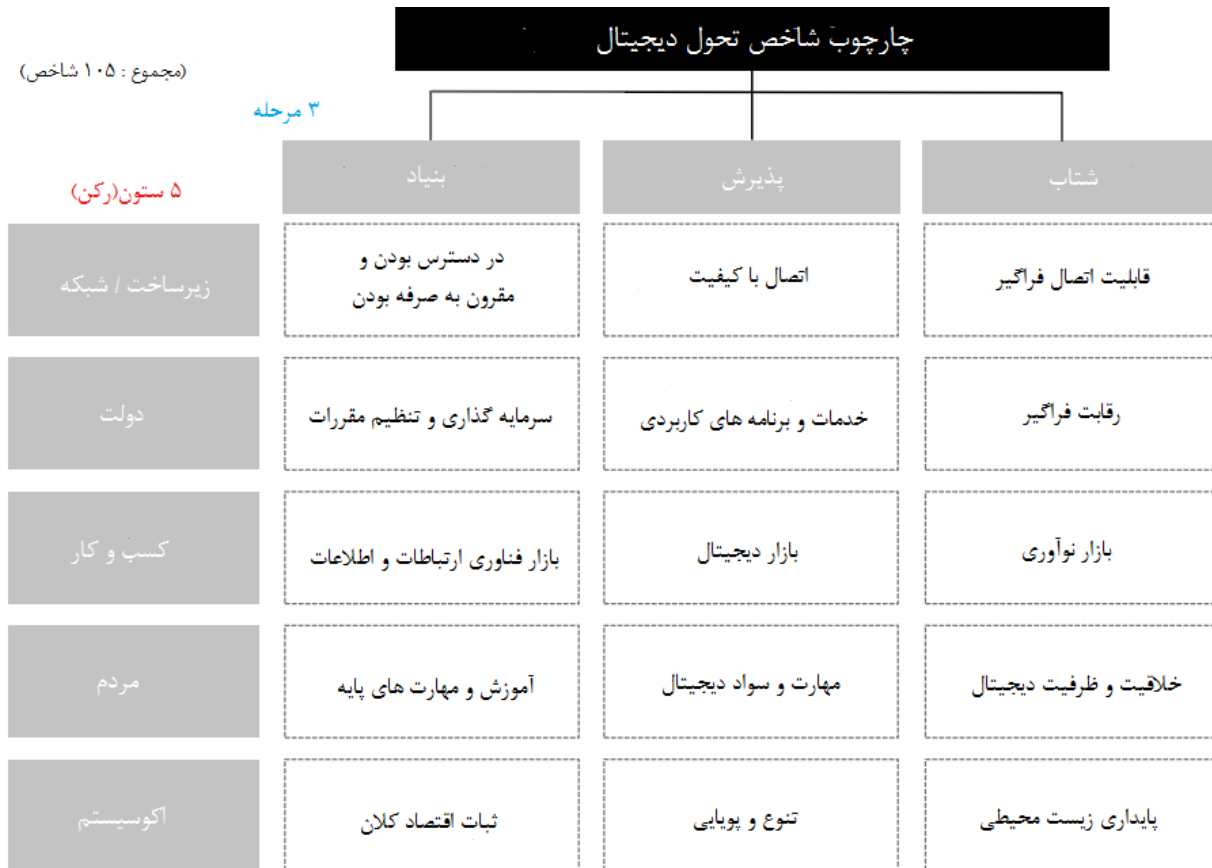 چارچوب شاخص تحول دیجیتال
(مجموع : ۱۰۵ شاخص)
۳ مرحله
۵ ستون(رکن)
بنیاد
پذیرش
شتاب
زیرساخت / شبکه
در دسترس بودن و
مقرون به صرفه بودن
اتصال با کیفیت
قابلیت اتصال فراگیر
دولت
سرمایه گذاری و تنظیم مقررات
خدمات و برنامه های کاربردی
رقابت فراگیر
کسب و کار
بازار فناوری ارتباطات و اطلاعات
بازار دیجیتال
بازار نوآوری
مردم
آموزش و مهارت های پایه
مهارت و سواد دیجیتال
خلاقیت و ظرفیت دیجیتال
اکوسیستم
ثبات اقتصاد کلان
تنوع و پویایی
پایداری زیست محیطی